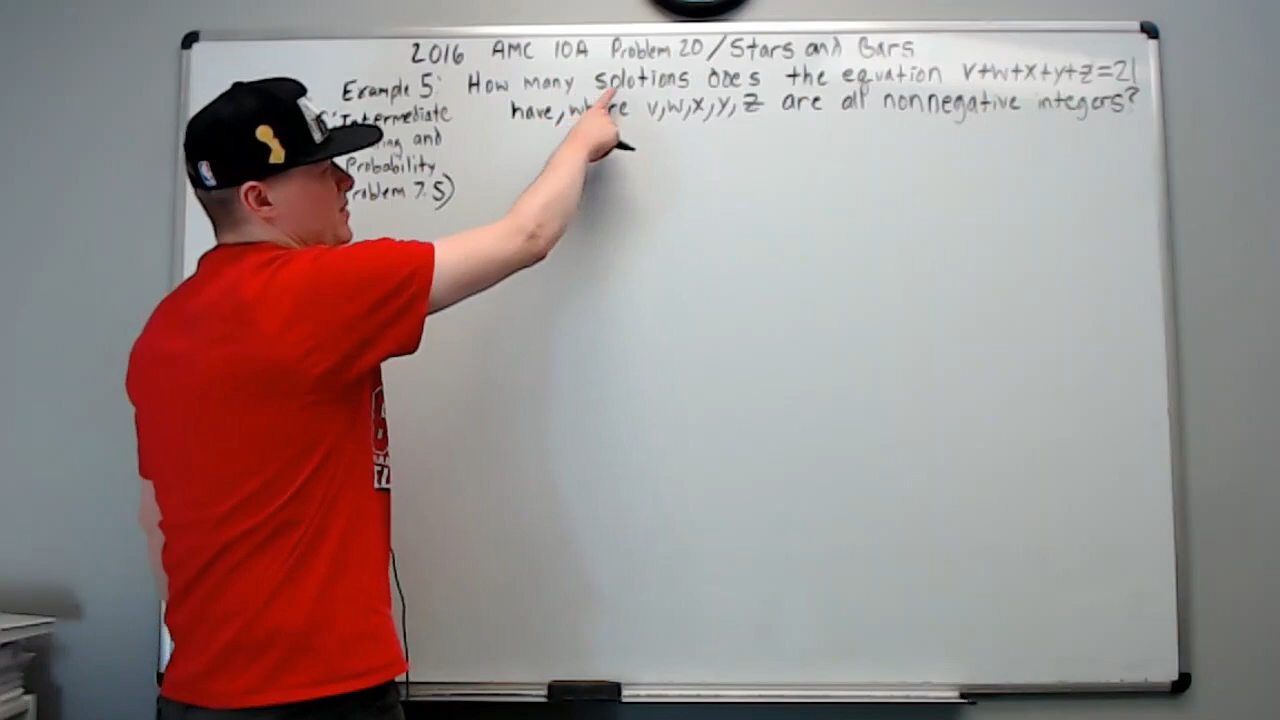 2016 AMC 10A Problem 20/Stars and Bars
Example 5: How many solutions does the equation v+w+x+y+z=21
have, where v,w,x,y,z are all nonnegative integers?
Intermediate
and
Probability
Problem 7.5)